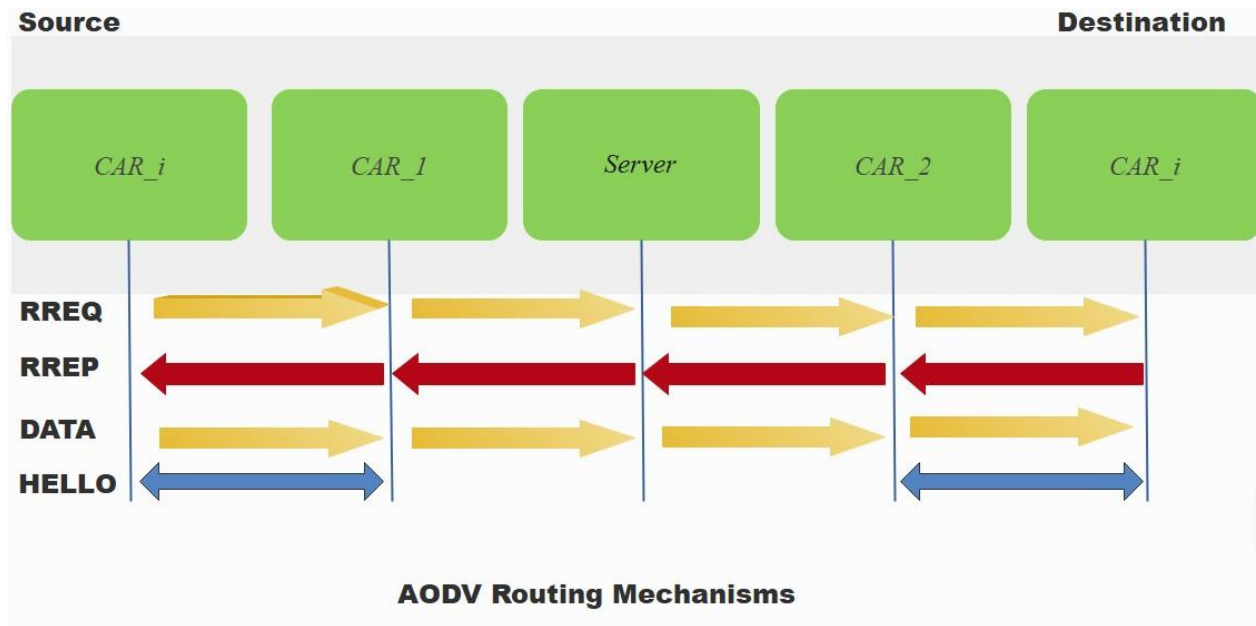 Source
Destination
CAR_i
CAR_1
Server
CAR_2
CAR_i
RREQ
RREP
DATA
HELLO
AODV Routing Mechanisms